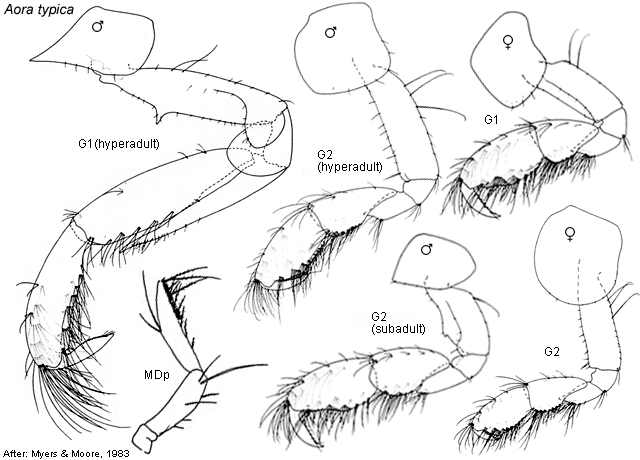 Aora typica
♂
♂
♀
G1
G1(hyperadult)
G2
(hyperadult)
♂
♀
G2
(subadult)
G2
MDp
After: Myers & Moore, 1983